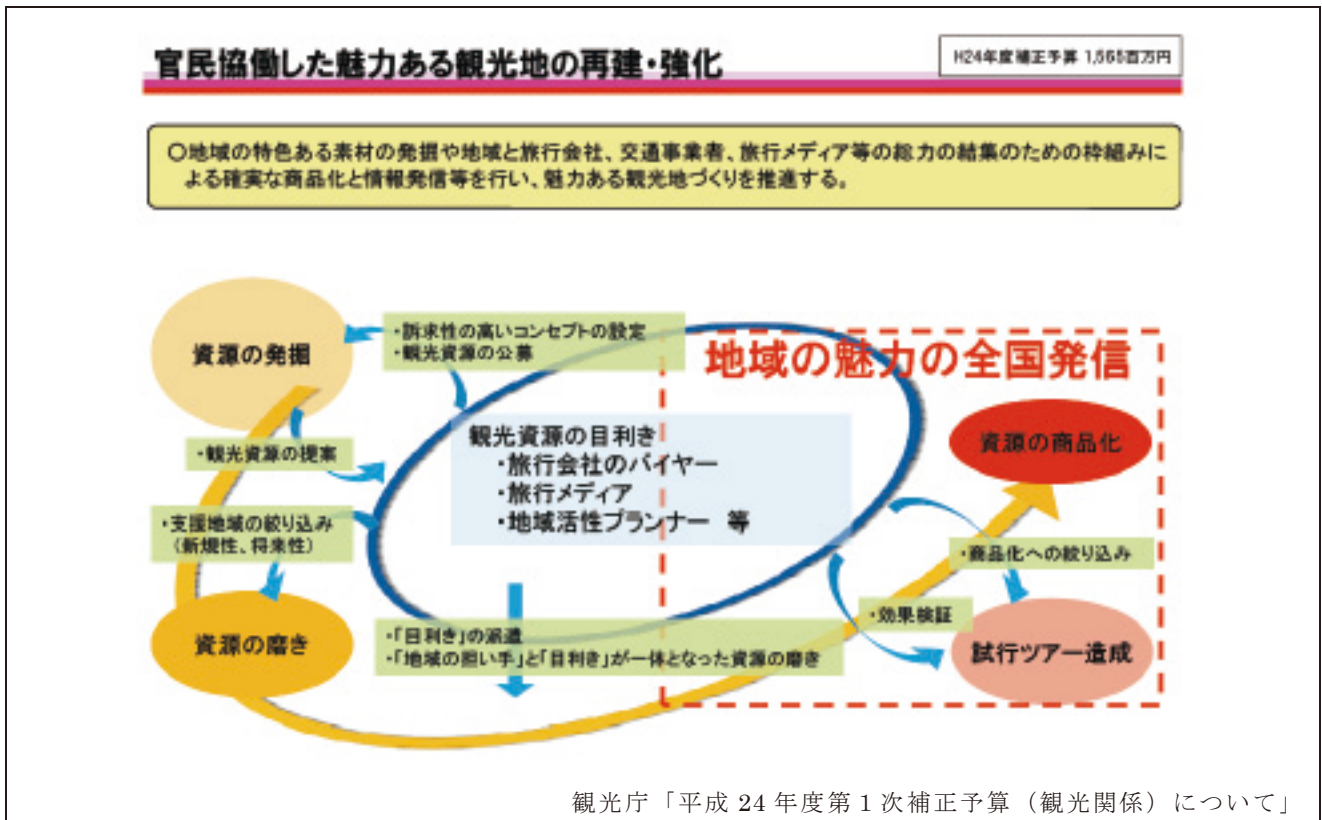 官民協働した魅力ある観光地の再建・強化
H24年度補正予算 1,565百万円
○地域の特色ある素材の発掘や地域と旅行会社、交通事業者、旅行メディア等の総力の結集のための枠組みに
よる確実な商品化と情報発信等を行い、魅力ある観光地づくりを推進する。
資源の発掘
・訴求性の高いコンセプトの設定
・観光資源の公募
地域の魅力の全国発信
・観光資源の提案
観光資源の目利き
・旅行会社のバイヤー
・旅行メディア
・地域活性プランナー 等
資源の商品化
・支援地域の絞り込み
(新規性、将来性)
・商品化への絞り込み
・効果検証
資源の磨き
・「目利き」の派遣
・「地域の担い手」と「目利き」が一体となった資源の磨き
試行ツアー造成
観光庁「平成 24 年度第 1 次補正予算（観光関係）について」